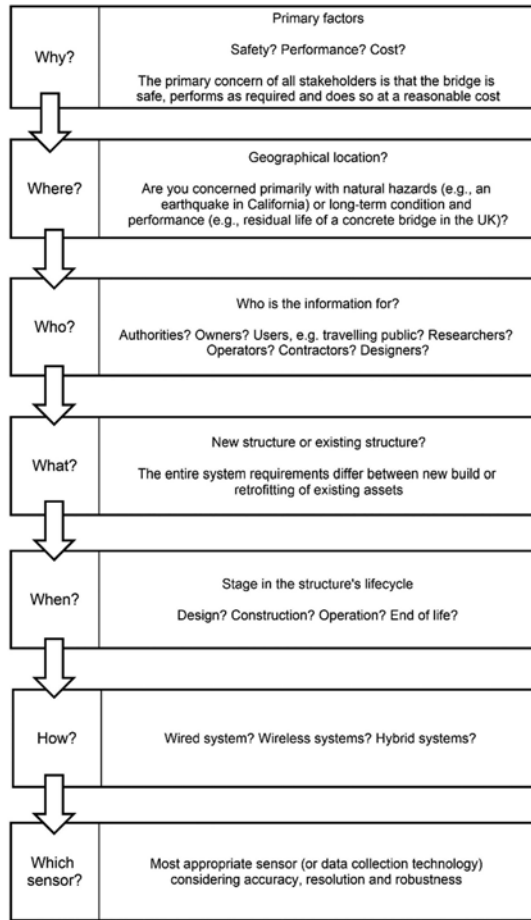 Why?
Primary factors
Safety? Performance? Cost?
The primary concern of all stakeholders is that the bridge is
safe, performs as required and does so at a reasonable cost
Where?
Geographical location?
Are you concerned primarily with natural hazards (e.g., an
earthquake in California) or long-term condition and
performance (e.g., residual life of a concrete bridge in the UK)?
Who?
Who is the information for?
Authorities? Owners? Users, e.g. travelling public? Researchers?
Operators? Contractors? Designers?
What?
New structure or existing structure?
The entire system requirements differ between new build or
retrofitting of existing assets
When?
Stage in the structure's lifecycle
Design? Construction? Operation? End of life?
How?
Wired system? Wireless systems? Hybrid systems?
Which
sensor?
Most appropriate sensor (or data collection technology)
considering accuracy, resolution and robustness